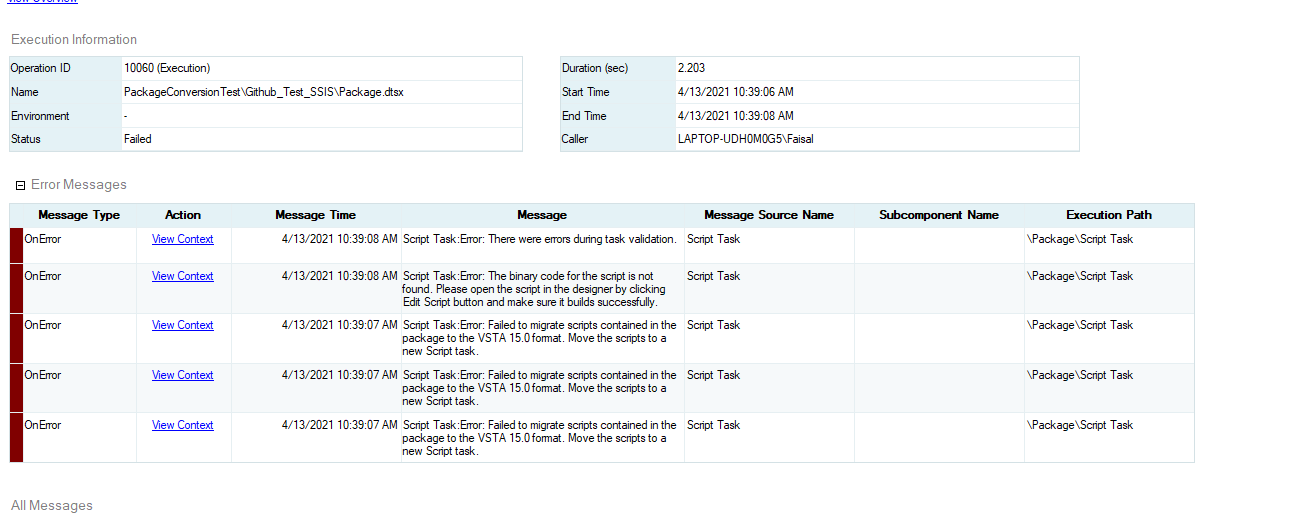 View Overview
Execution Information
Operation ID 10060 (Execution) Duration (sec) 2.203
Name PackageConversionTest\Github_Test_SSIS\Package.dtsx Start Time 4/13/2021 10:39:06 AM
Environment - End Time 4/13/2021 10:39:08 AM
Status Failed Caller LAPTOP-UDH0M0G5\Faisal
Error Messages
Message Type Action Message Time Message Message Source Name Subcomponent Name Execution Path
OnError View Context 4/13/2021 10:39:08 AM Script Task:Error: There were errors during task validation. Script Task \Package\Script Task
OnError View Context 4/13/2021 10:39:08 AM Script Task:Error: The binary code for the script is not Script Task \Package\Script Task
found. Please open the script in the designer by clicking
Edit Script button and make sure it builds successfully.
OnError View Context 4/13/2021 10:39:07 AM Script Task:Error: Failed to migrate scripts contained in the Script Task \Package\Script Task
package to the VSTA 15.0 format. Move the scripts to a
new Script task.
OnError View Context 4/13/2021 10:39:07 AM Script Task:Error: Failed to migrate scripts contained in the Script Task \Package\Script Task
package to the VSTA 15.0 format. Move the scripts to a
new Script task.
OnError View Context 4/13/2021 10:39:07 AM Script Task:Error: Failed to migrate scripts contained in the Script Task \Package\Script Task
package to the VSTA 15.0 format. Move the scripts to a
new Script task.
All Messages